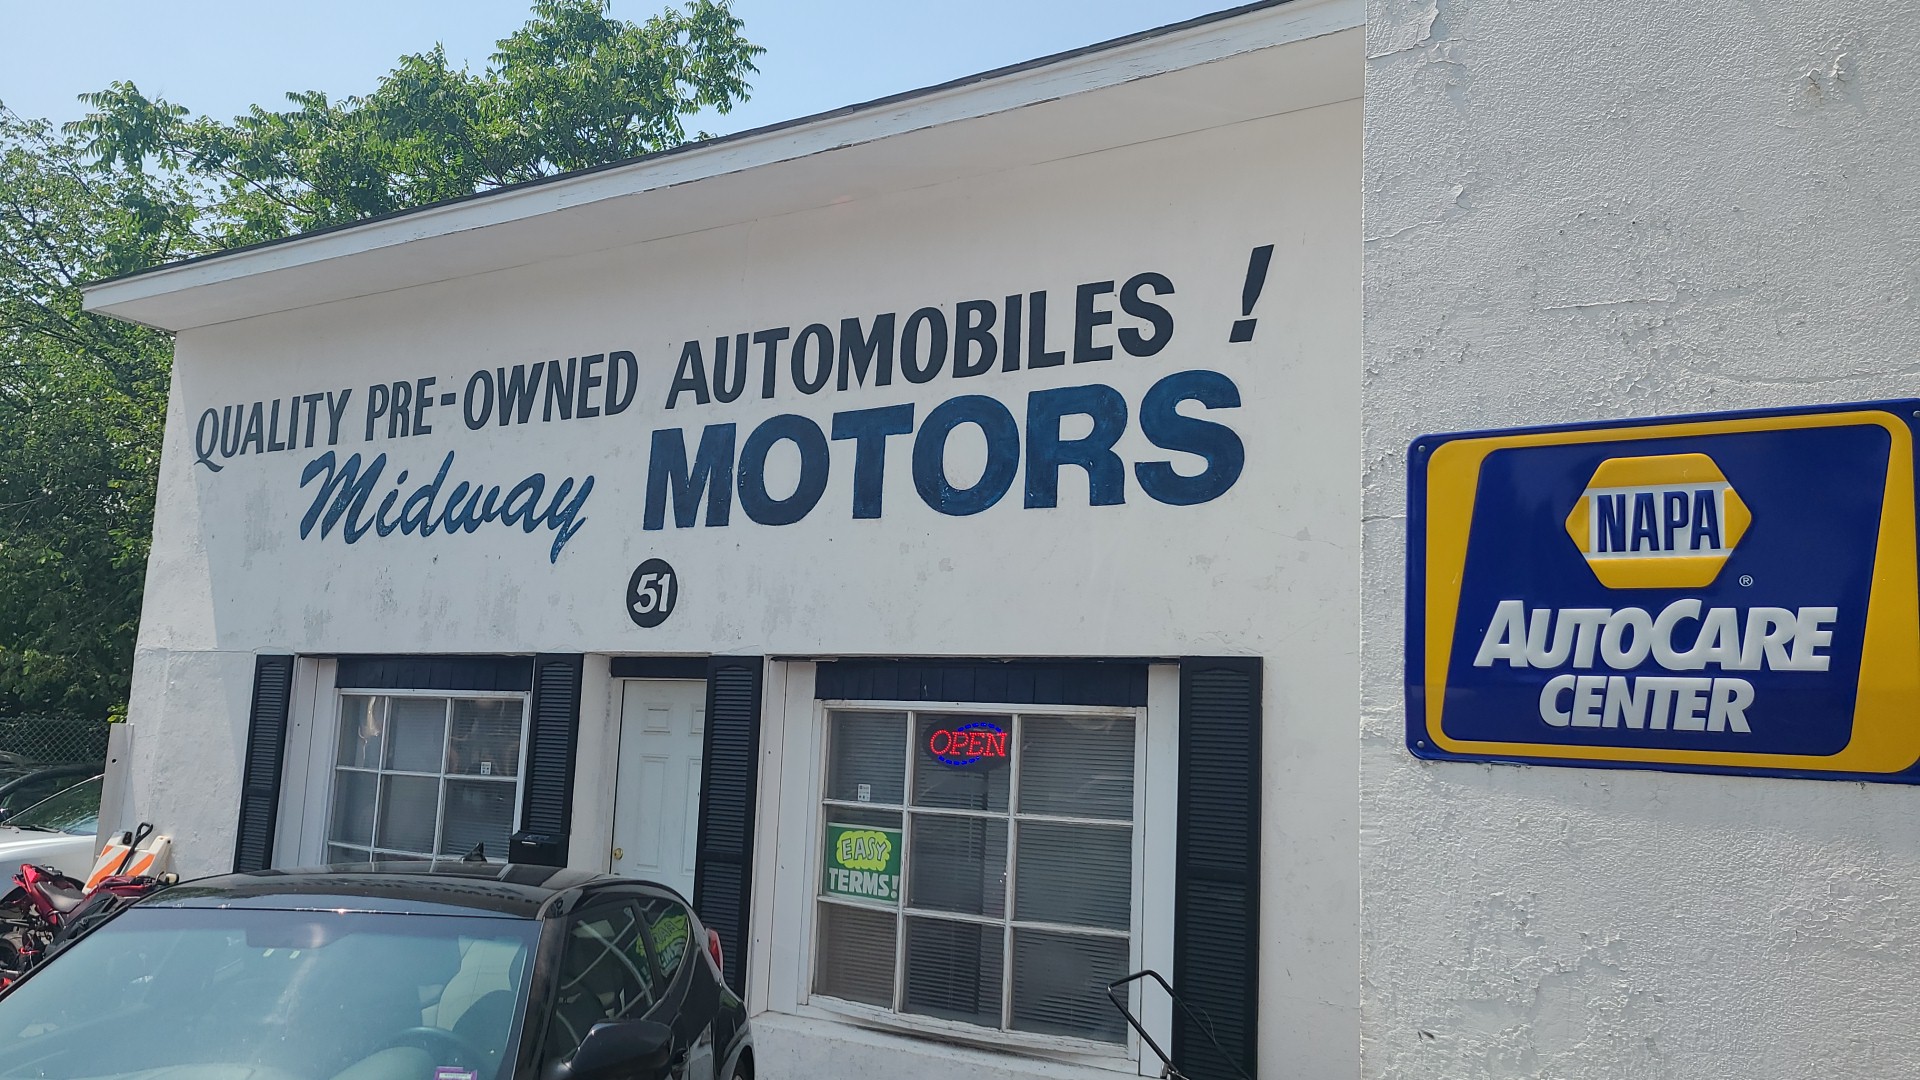 QUALITY PRE-OWNED AUTOMOBILES !
Midway MOTORS
51
OPEN
EASY
TERMS!
NAPA
®
AUTOCARE
CENTER